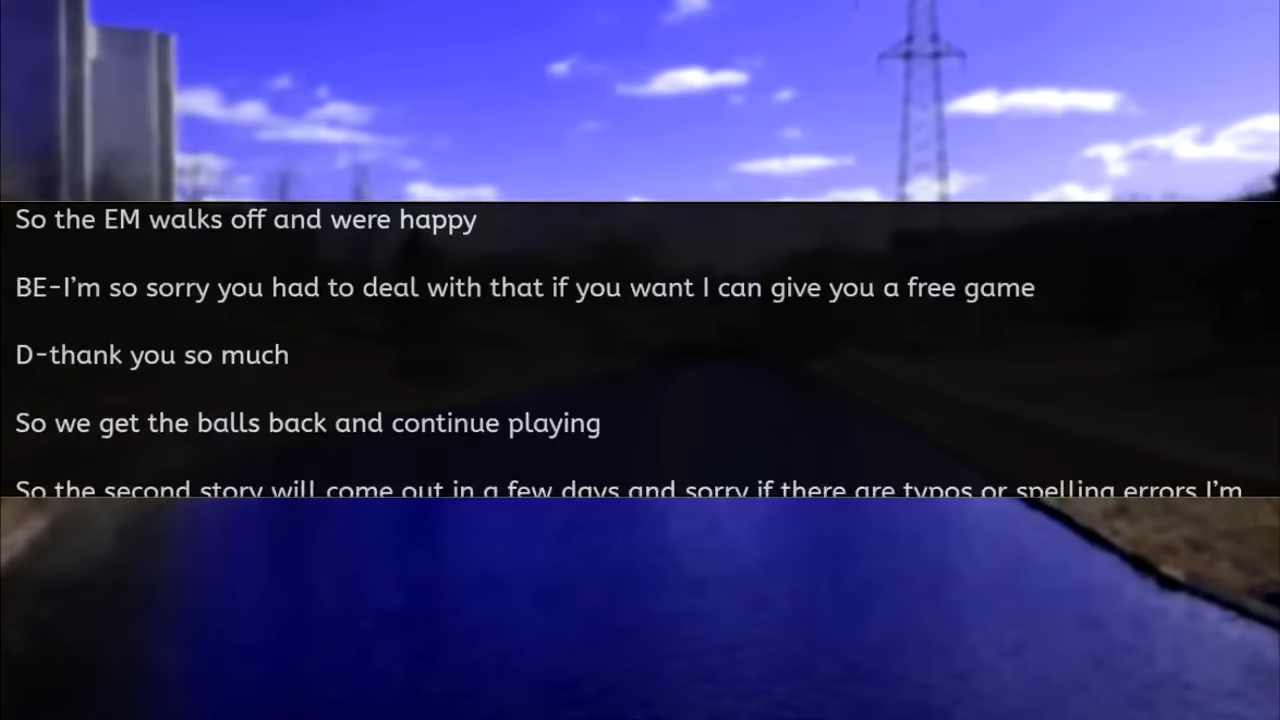 So the EM walks off and were happy
BE-I'm so sorry you had to deal with that if you want I can give you a free game
D-thank you so much
So we get the balls back and continue playing
So the second story will come out in a few days and sorry if there are typos or spelling errors I'm